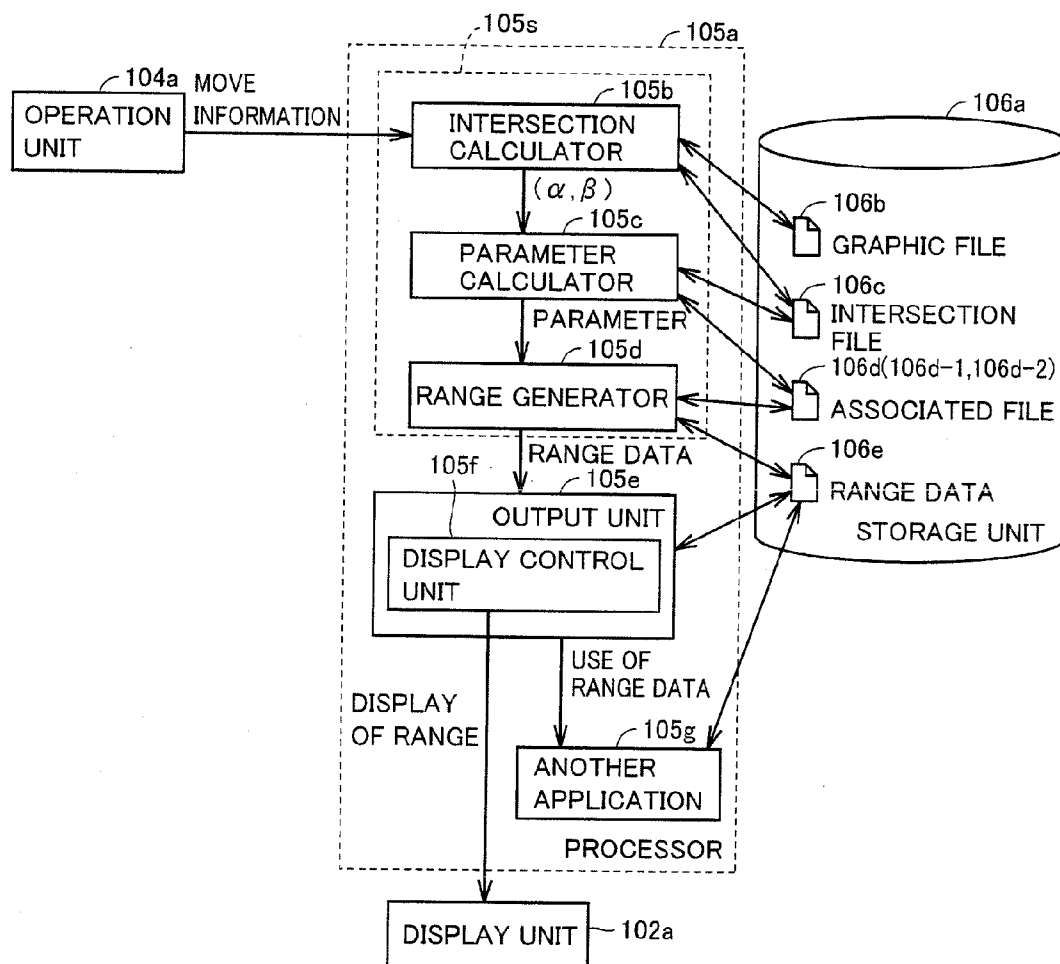 105s
105a
104a
MOVE
INFORMATION
OPERATION
UNIT
105b
INTERSECTION
CALCULATOR
106a
(α,β)
105c
106b
GRAPHIC FILE
PARAMETER
CALCULATOR
106c
INTERSECTION
FILE
PARAMETER
105d
106d(106d-1,106d-2)
RANGE GENERATOR
ASSOCIATED FILE
RANGE DATA
106e
105f
105e
RANGE DATA
OUTPUT UNIT
STORAGE UNIT
DISPLAY CONTROL
UNIT
USE OF
RANGE DATA
DISPLAY
OF RANGE
105g
ANOTHER
APPLICATION
PROCESSOR
DISPLAY UNIT
102a